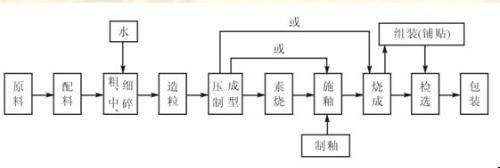 或
水
或
组装(铺贴)
原料
配料
粗、中、细碎
造粒
压制成型
素烧
施釉
烧成
检选
包装
制釉